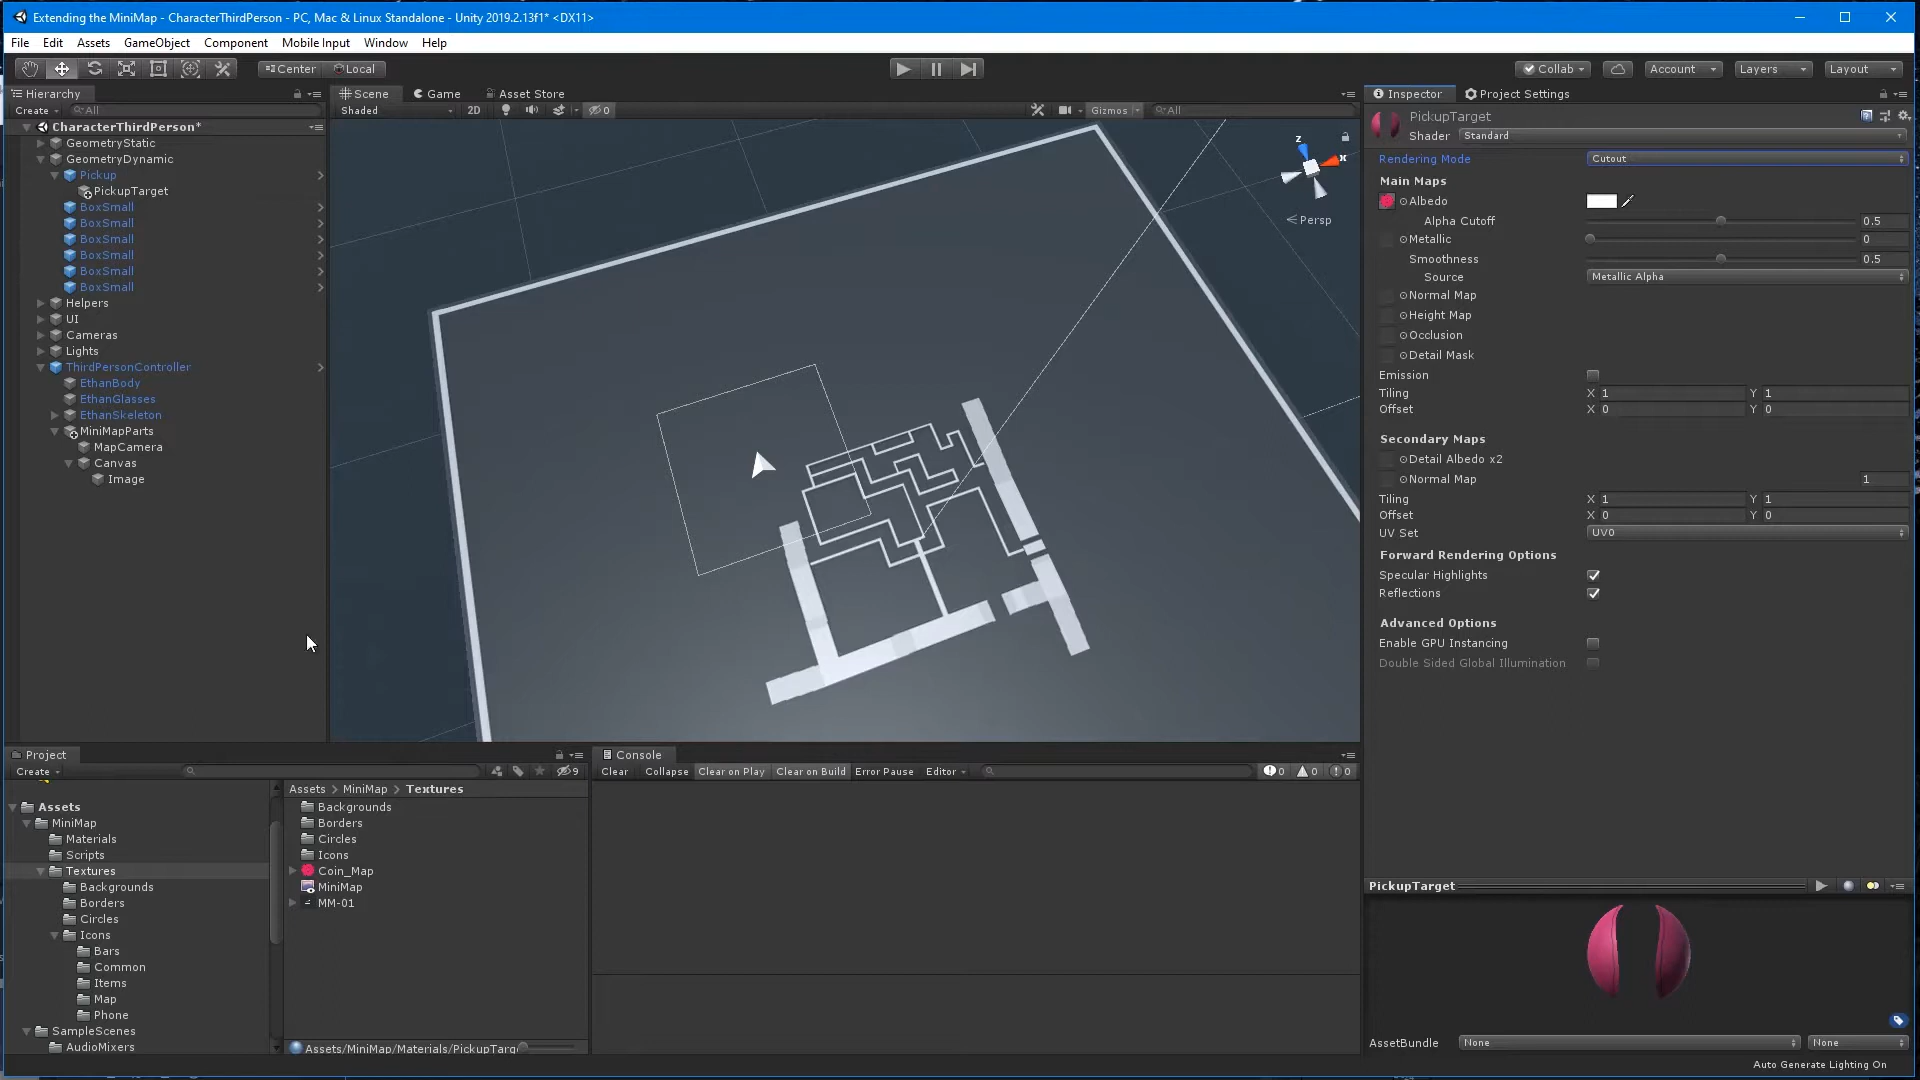 Extending the MiniMap - CharacterThirdPerson - PC, Mac & Linux Standalone - Unity 2019.2.13f1* <DX11>
File Edit Assets GameObject Component Mobile Input Window Help
Center Local
Collab Account Layers Layout
Hierarchy
Create All
CharacterThirdPerson*
GeometryStatic
GeometryDynamic
Pickup
PickupTarget
BoxSmall
BoxSmall
BoxSmall
BoxSmall
BoxSmall
BoxSmall
Helpers
UI
Cameras
Lights
ThirdPersonController
EthanBody
EthanGlasses
EthanSkeleton
MiniMapParts
MapCamera
Canvas
Image
Scene Game Asset Store
Shaded 2D 0 Gizmos All
z
x
Persp
Inspector Project Settings
PickupTarget
Shader Standard
Rendering Mode Cutout
Main Maps
Albedo
Alpha Cutoff 0.5
Metallic 0
Smoothness 0.5
Source Metallic Alpha
Normal Map
Height Map
Occlusion
Detail Mask
Emission
Tiling X 1 Y 1
Offset X 0 Y 0
Secondary Maps
Detail Albedo x2
Normal Map 1
Tiling X 1 Y 1
Offset X 0 Y 0
UV Set UV0
Forward Rendering Options
Specular Highlights
Reflections
Advanced Options
Enable GPU Instancing
Double Sided Global Illumination
PickupTarget
AssetBundle None None
Auto Generate Lighting On
Project
Create 9
Assets
MiniMap
Materials
Scripts
Textures
Backgrounds
Borders
Circles
Icons
Bars
Common
Items
Map
Phone
SampleScenes
AudioMixers
Assets > MiniMap > Textures
Backgrounds
Borders
Circles
Icons
Coin_Map
MiniMap
MM-01
Assets/MiniMap/Materials/PickupTarg
Console
Clear Collapse Clear on Play Clear on Build Error Pause Editor 0 0 0